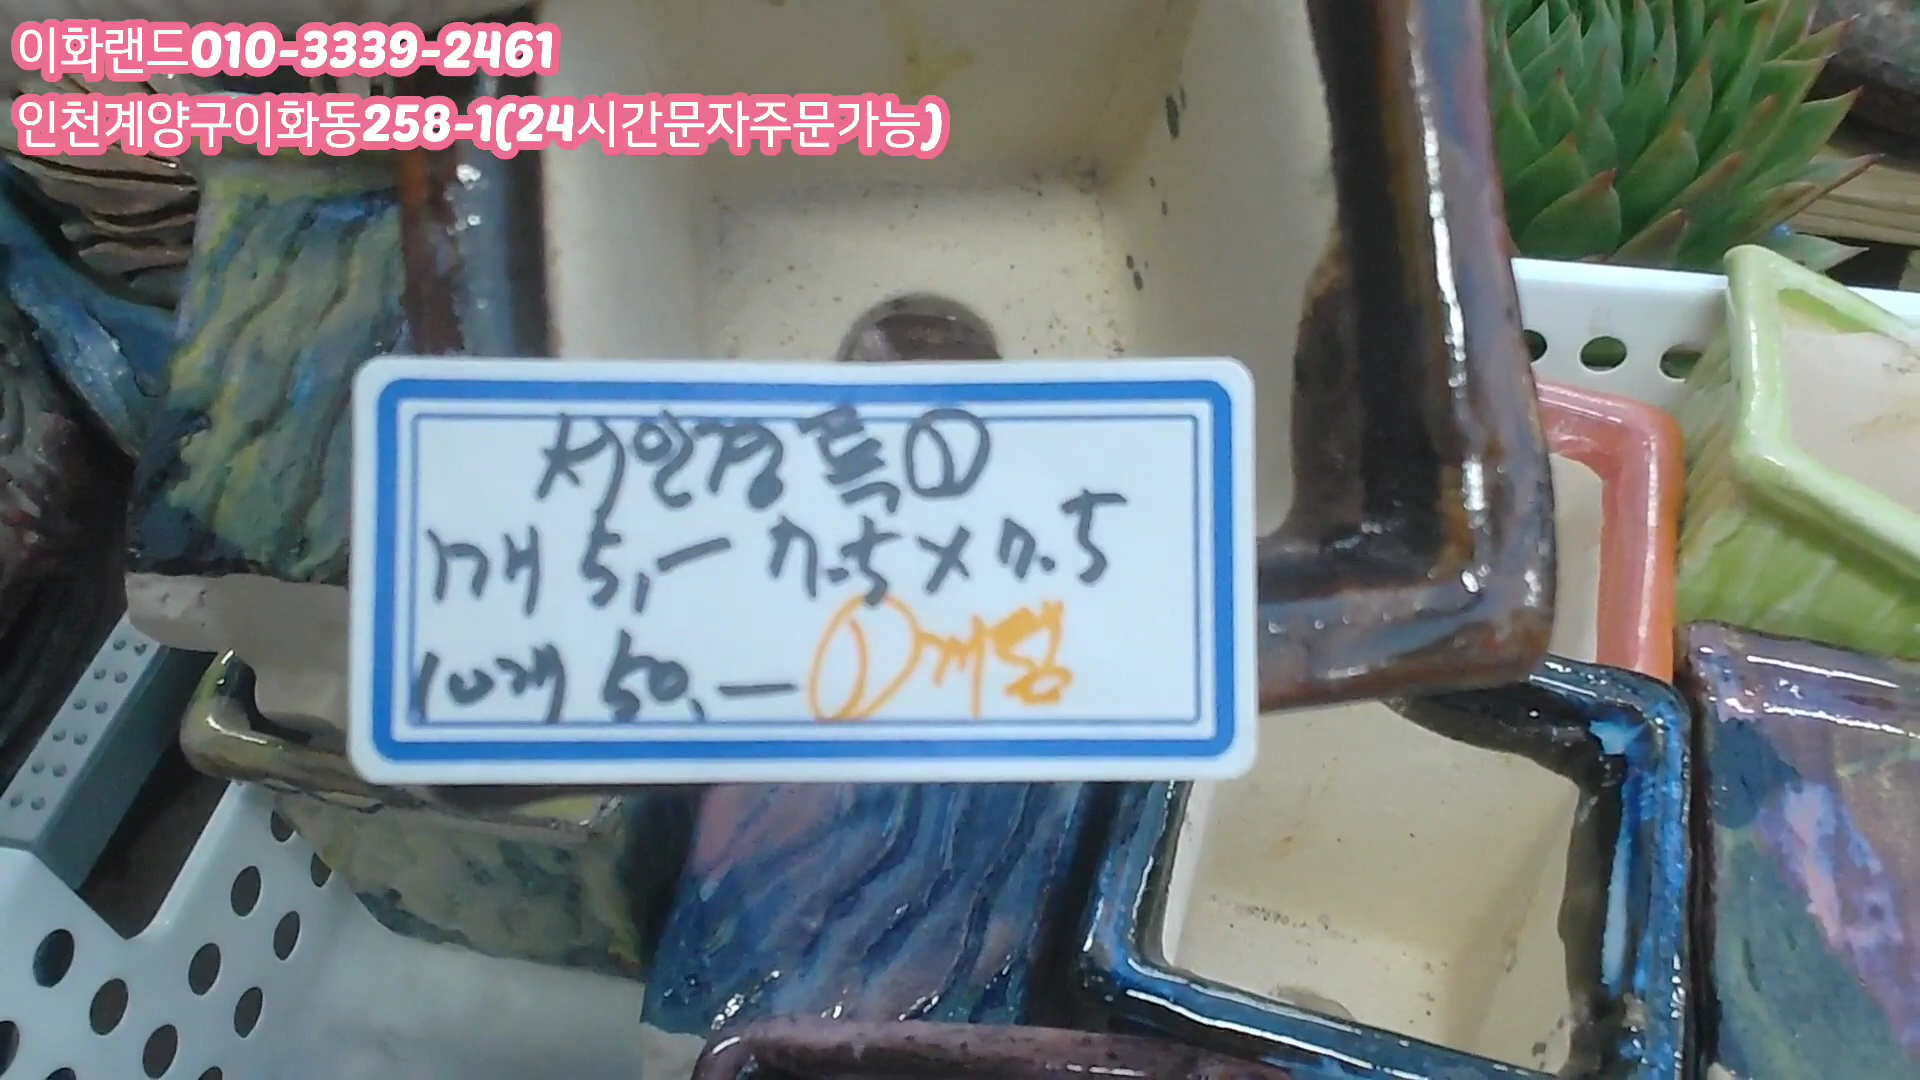 이화랜드010-3339-2461
인천계양구이화동258-1(24시간문자주문가능)
서인경 특①
1개 5,— 7.5×7.5
10개 50,— ①개덤